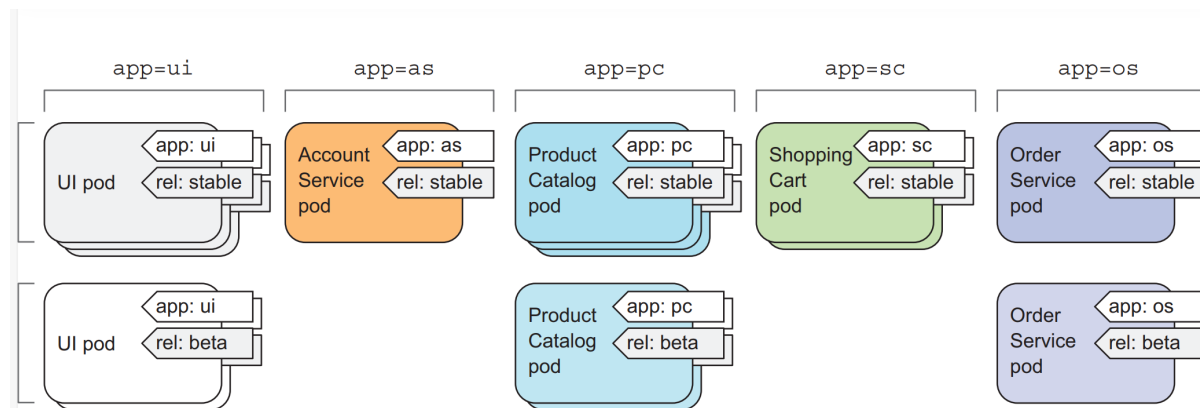 app=ui
app=as
app=pc
app=sc
app=os
UI pod
app: ui
rel: stable
Account
Service
pod
app: as
rel: stable
Product
Catalog
pod
app: pc
rel: stable
Shopping
Cart
pod
app: sc
rel: stable
Order
Service
pod
app: os
rel: stable
UI pod
app: ui
rel: beta
Product
Catalog
pod
app: pc
rel: beta
Order
Service
pod
app: os
rel: beta